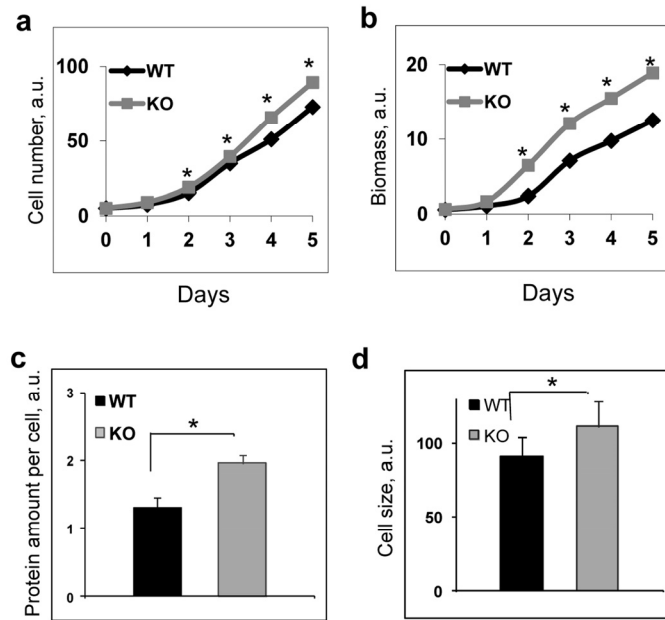 a
Cell number, a.u.
100
50
0
WT
KO
* * * *
0 1 2 3 4 5
Days
b
Biomass, a.u.
20
10
0
WT
KO
* * * *
0 1 2 3 4 5
Days
c
Protein amount per cell, a.u.
3
2
1
0
WT
KO
*
d
Cell size, a.u.
100
50
0
WT
KO
*